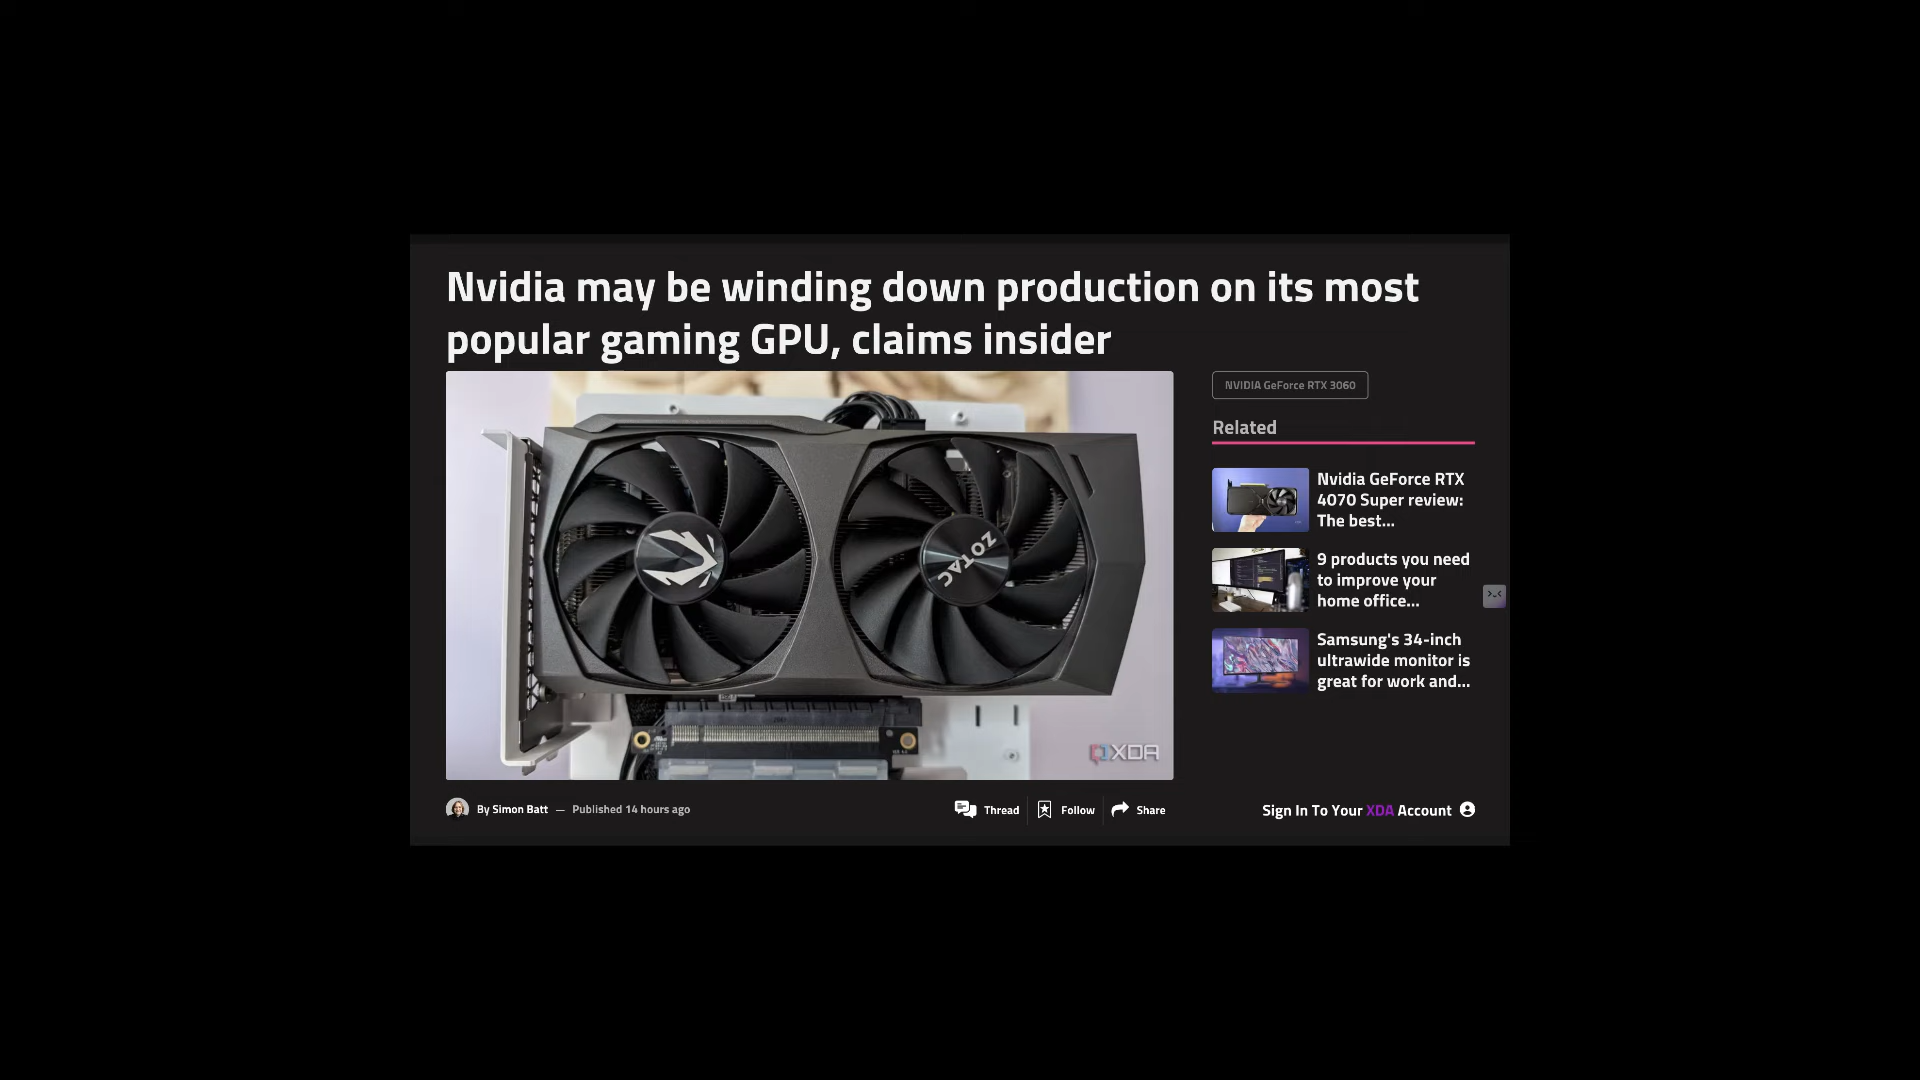 Nvidia may be winding down production on its most
popular gaming GPU, claims insider
ZOTAC
XDA
NVIDIA GeForce RTX 3060
Related
Nvidia GeForce RTX
4070 Super review:
The best...
9 products you need
to improve your
home office...
Samsung's 34-inch
ultrawide monitor is
great for work and...
By Simon Batt — Published 14 hours ago
Thread
Follow
Share
Sign In To Your XDA Account